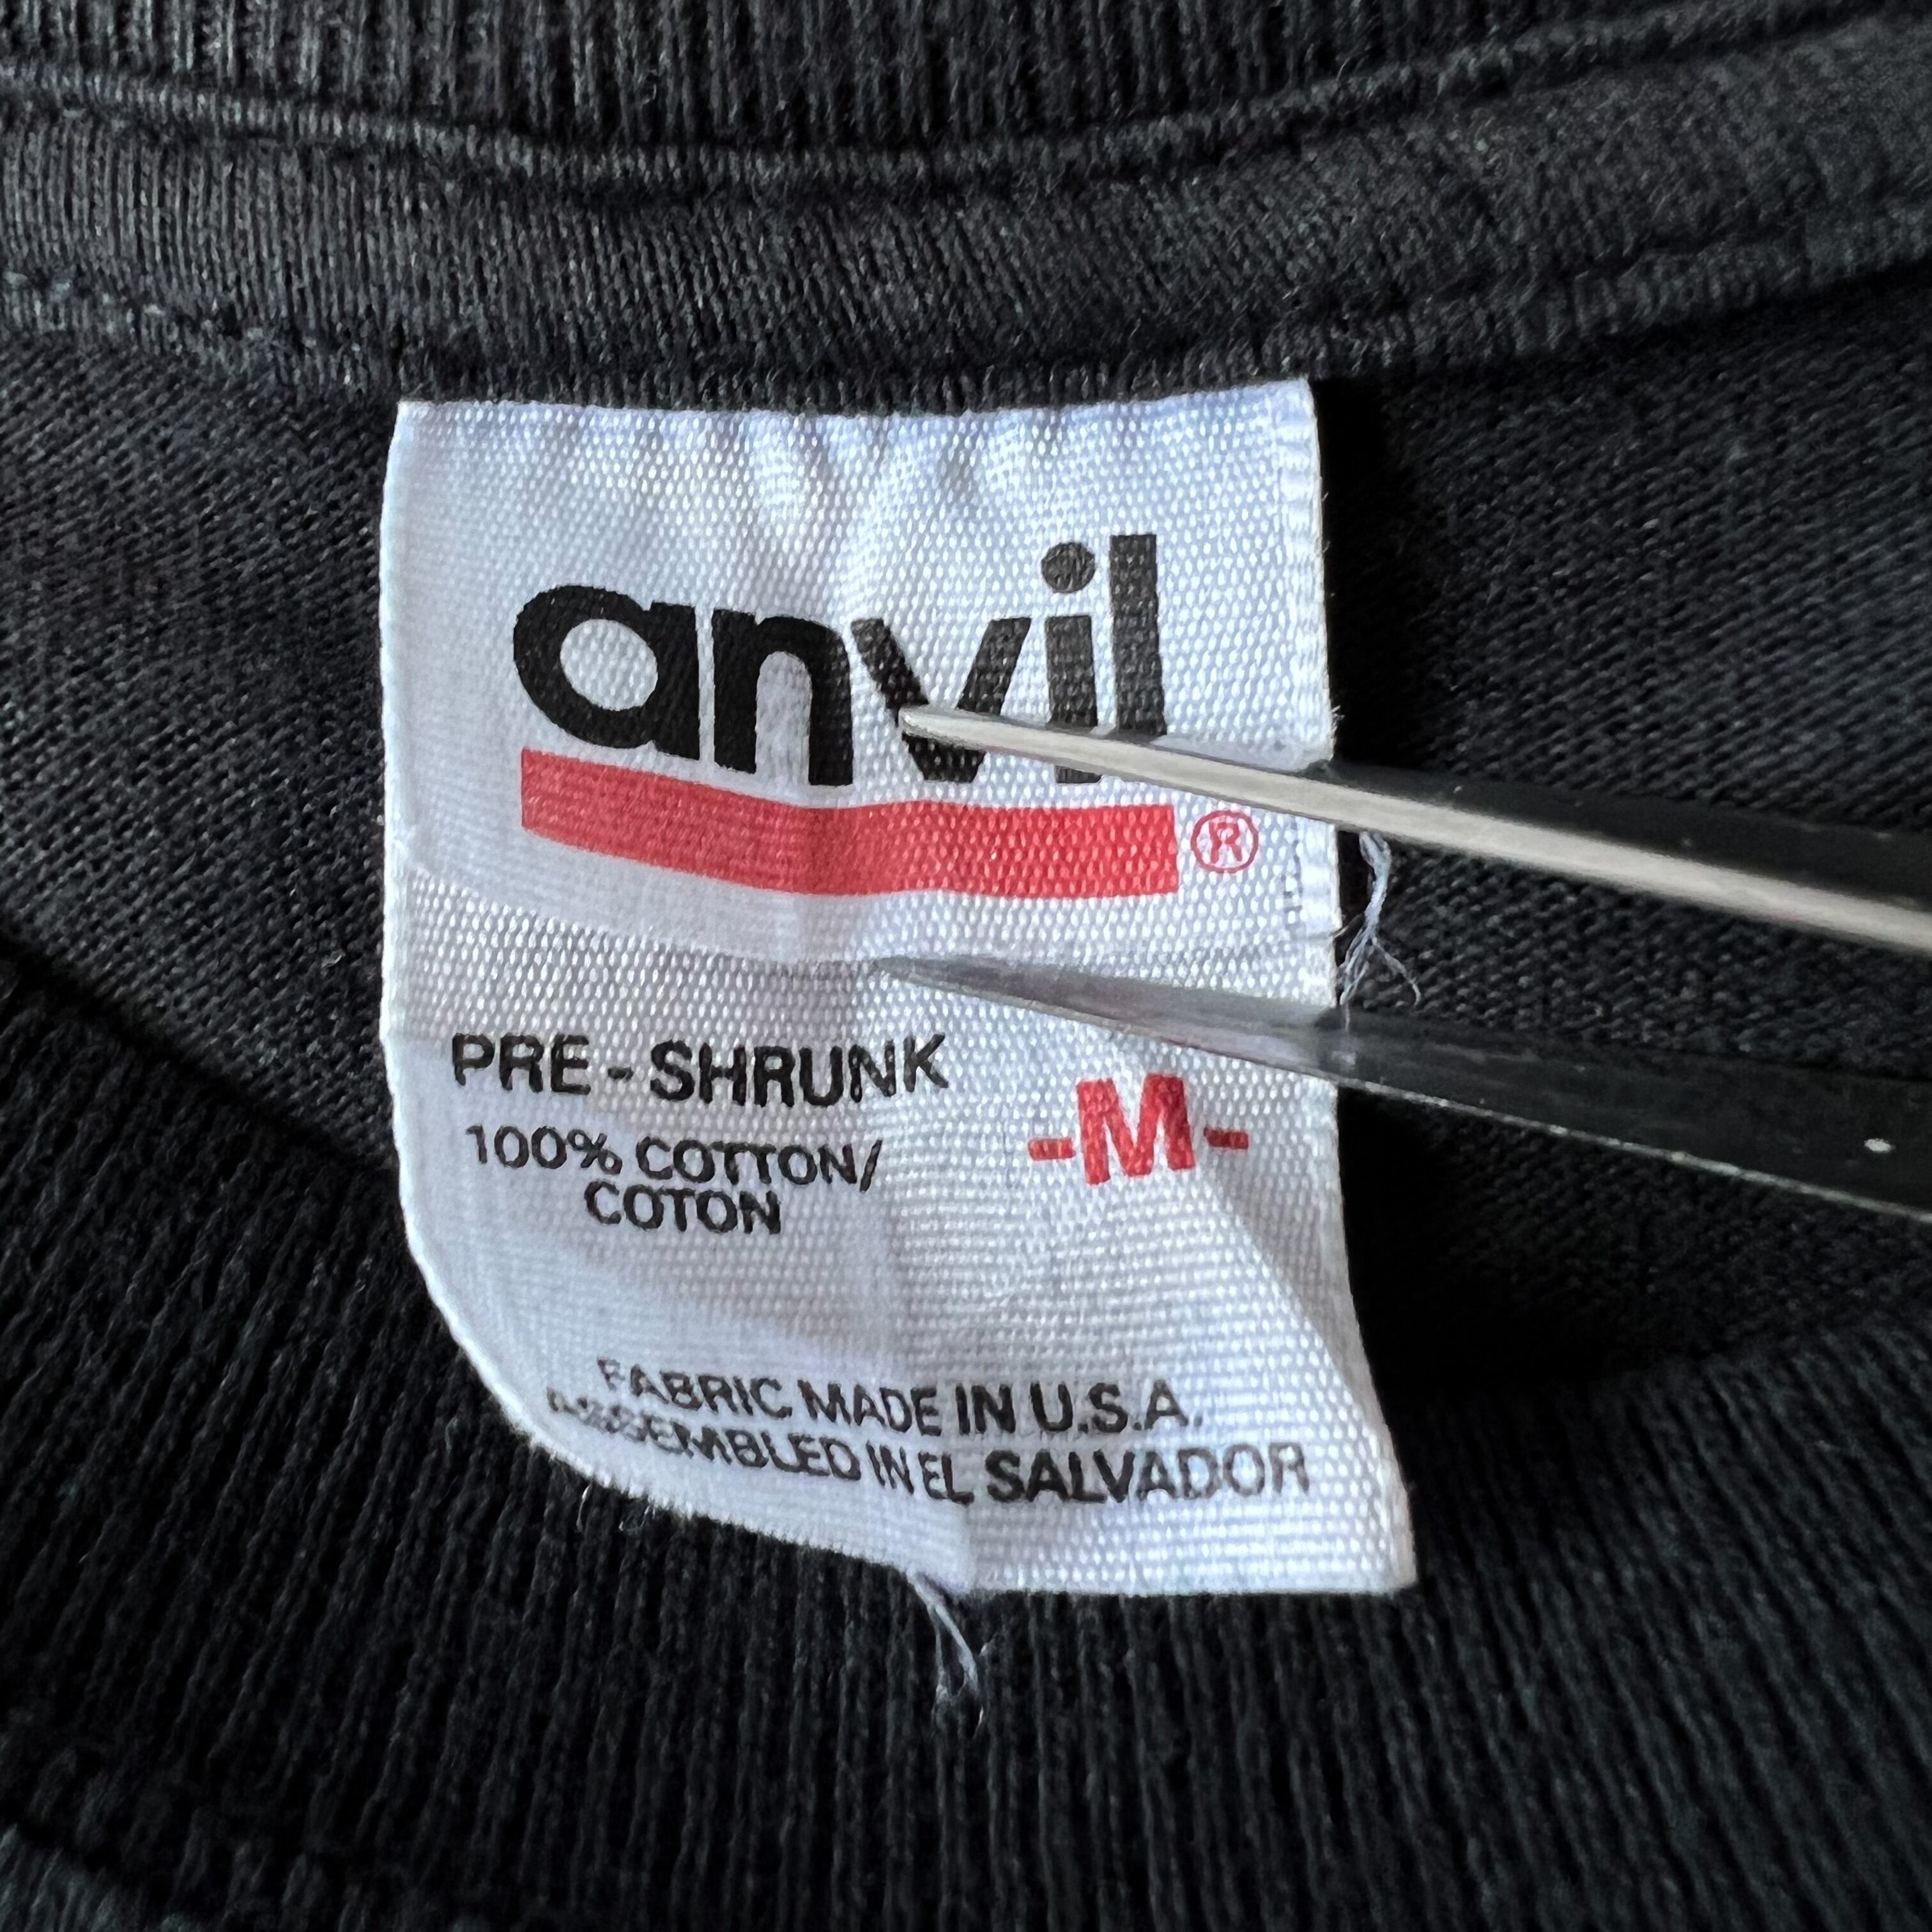 anvil
®
PRE - SHRUNK
100% COTTON/
COTON
-M-
FABRIC MADE IN U.S.A.
ASSEMBLED IN EL SALVADOR